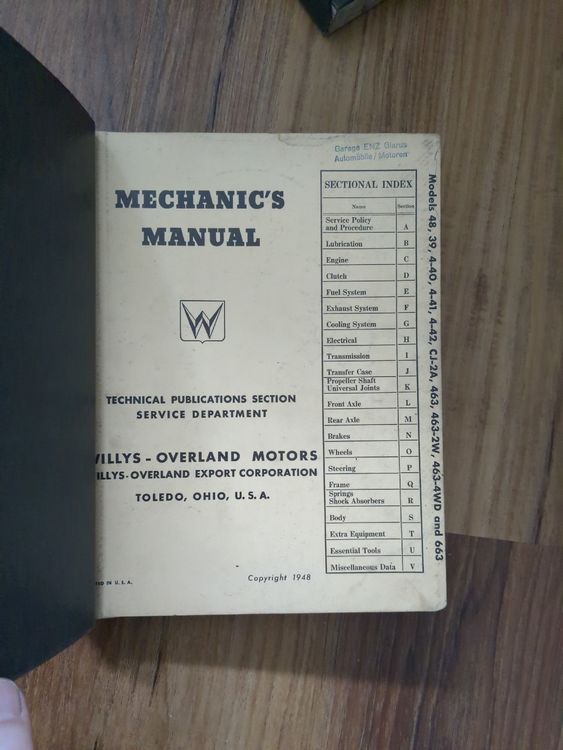 Garage ENZ Glarus
Automobile / Motoren
MECHANIC'S
MANUAL
W
TECHNICAL PUBLICATIONS SECTION
SERVICE DEPARTMENT
ILLYS - OVERLAND MOTORS
ILLYS-OVERLAND EXPORT CORPORATION
TOLEDO, OHIO, U.S.A.
ED IN U.S.A.
Copyright 1948
SECTIONAL INDEX
Name Section
Service Policy
and Procedure A
Lubrication B
Engine C
Clutch D
Fuel System E
Exhaust System F
Cooling System G
Electrical H
Transmission I
Transfer Case J
Propeller Shaft
Universal Joints K
Front Axle L
Rear Axle M
Brakes N
Wheels O
Steering P
Frame Q
Springs
Shock Absorbers R
Body S
Extra Equipment T
Essential Tools U
Miscellaneous Data V
Models 48, 39, 4-40, 4-41, 4-42, CJ-2A, 463, 463-2W, 463-4WD and 663